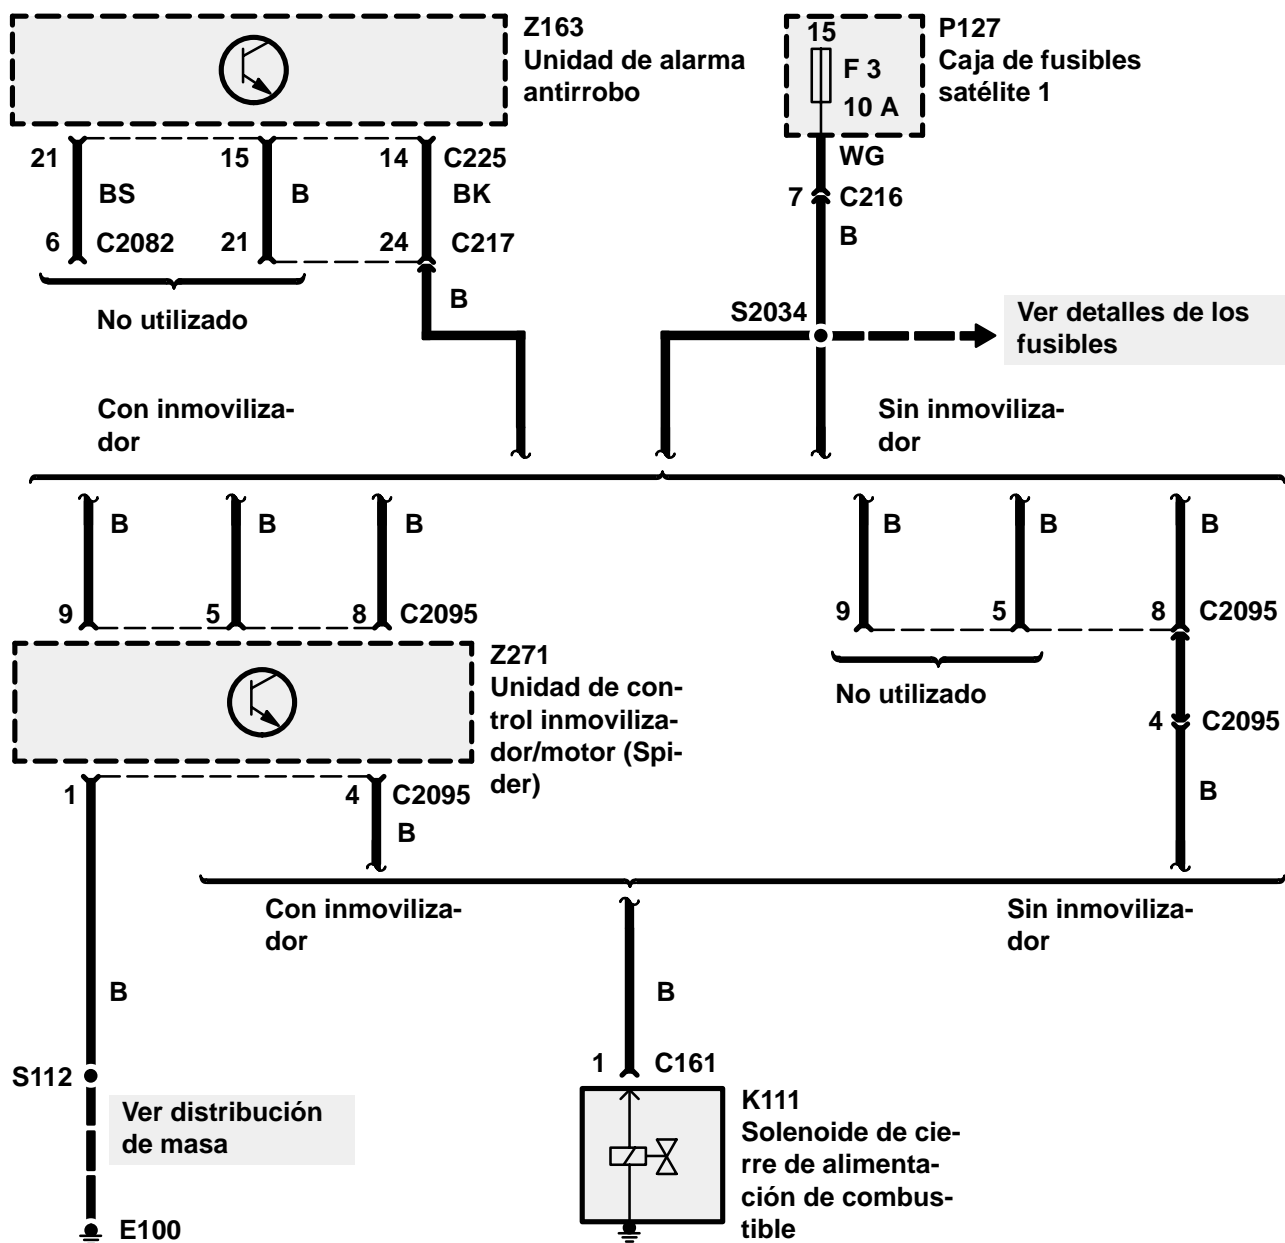 Z163
Unidad de alarma
antirrobo
15
F 3
10 A
P127
Caja de fusibles
satélite 1
21
15
14
C225
WG
BS
B
BK
7
C216
6
C2082
21
24
C217
B
No utilizado
B
S2034
Ver detalles de los
fusibles
Con inmoviliza-
dor
Sin inmoviliza-
dor
B
B
B
B
B
B
9
5
8
C2095
9
5
8
C2095
Z271
Unidad de con-
trol inmoviliza-
dor/motor (Spi-
der)
No utilizado
4
C2095
1
4
C2095
B
B
Con inmoviliza-
dor
Sin inmoviliza-
dor
B
B
1
C161
S112
Ver distribución
de masa
K111
Solenoide de cie-
rre de alimenta-
ción de combus-
tible
E100